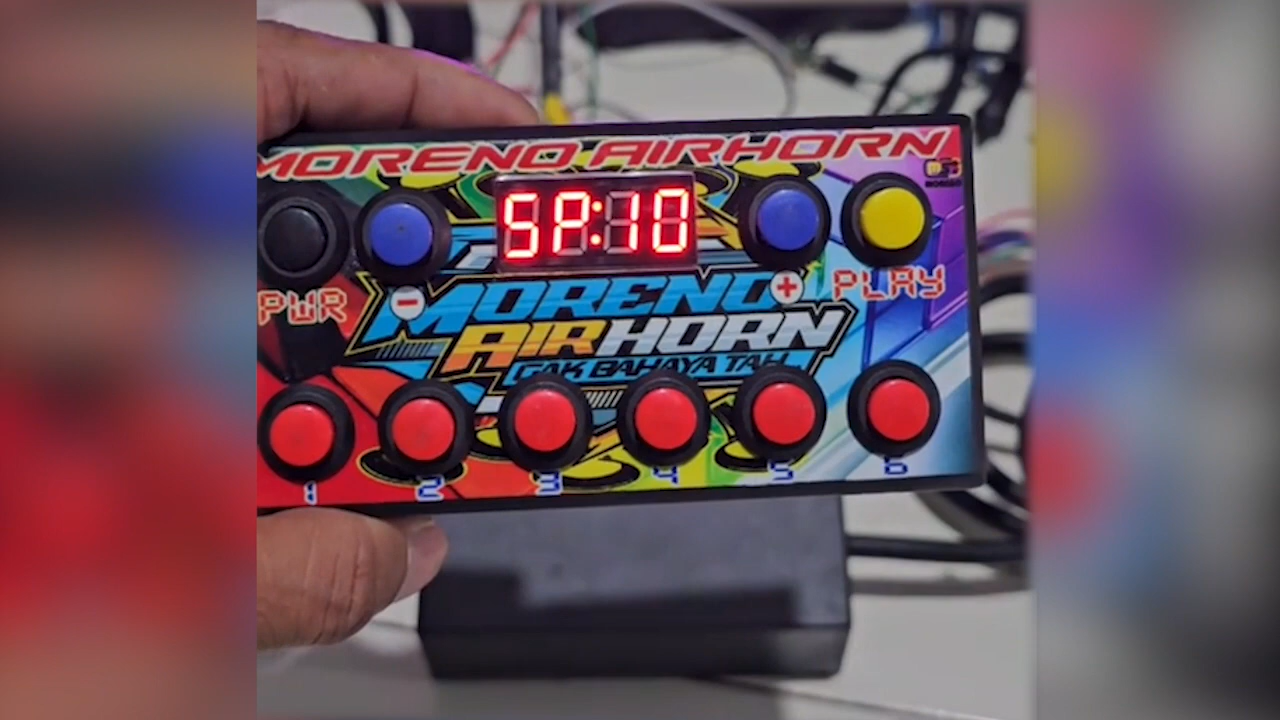 MORENO AIRHORN
SP:10
PWR
-
+
PLAY
MORENO
AIRHORN
GAK BAHAYA TAH
1 2 3 4 5 6